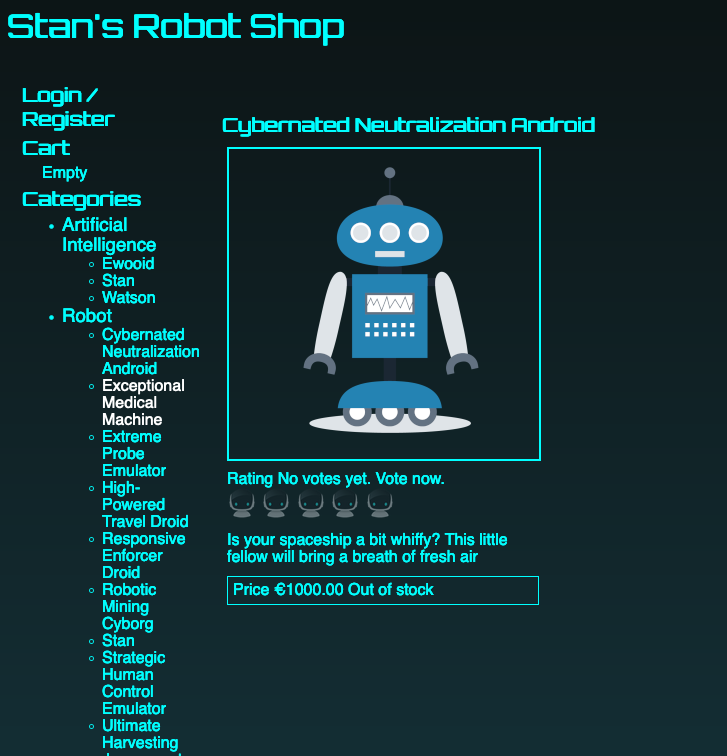 Stan's Robot Shop
Login /
Register
Cart
Empty
Categories
Artificial
Intelligence
Ewooid
Stan
Watson
Robot
Cybernated
Neutralization
Android
Exceptional
Medical
Machine
Extreme
Probe
Emulator
High-
Powered
Travel Droid
Responsive
Enforcer
Droid
Robotic
Mining
Cyborg
Stan
Strategic
Human
Control
Emulator
Ultimate
Harvesting
Cybernated Neutralization Android
Rating No votes yet. Vote now.
Is your spaceship a bit whiffy? This little
fellow will bring a breath of fresh air
Price €1000.00 Out of stock